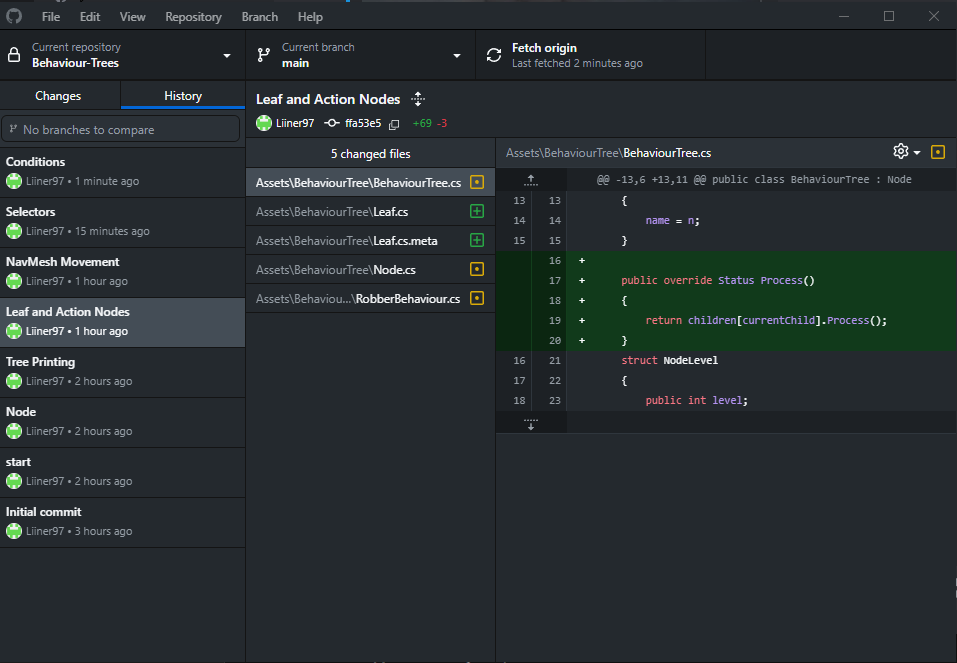 File Edit View Repository Branch Help
Current repository
Behaviour-Trees
Current branch
main
Fetch origin
Last fetched 2 minutes ago
Changes History
No branches to compare
Conditions
Liiner97 • 1 minute ago
Selectors
Liiner97 • 15 minutes ago
NavMesh Movement
Liiner97 • 1 hour ago
Leaf and Action Nodes
Liiner97 • 1 hour ago
Tree Printing
Liiner97 • 2 hours ago
Node
Liiner97 • 2 hours ago
start
Liiner97 • 2 hours ago
Initial commit
Liiner97 • 3 hours ago
Leaf and Action Nodes
Liiner97 ffa53e5 +69 -3
5 changed files
Assets\BehaviourTree\BehaviourTree.cs
Assets\BehaviourTree\Leaf.cs
Assets\BehaviourTree\Leaf.cs.meta
Assets\BehaviourTree\Node.cs
Assets\Behaviou...\RobberBehaviour.cs
Assets\BehaviourTree\BehaviourTree.cs
@@ -13,6 +13,11 @@ public class BehaviourTree : Node
13 13 {
14 14 name = n;
15 15 }
16 +
17 + public override Status Process()
18 + {
19 + return children[currentChild].Process();
20 + }
16 21 struct NodeLevel
17 22 {
18 23 public int level;